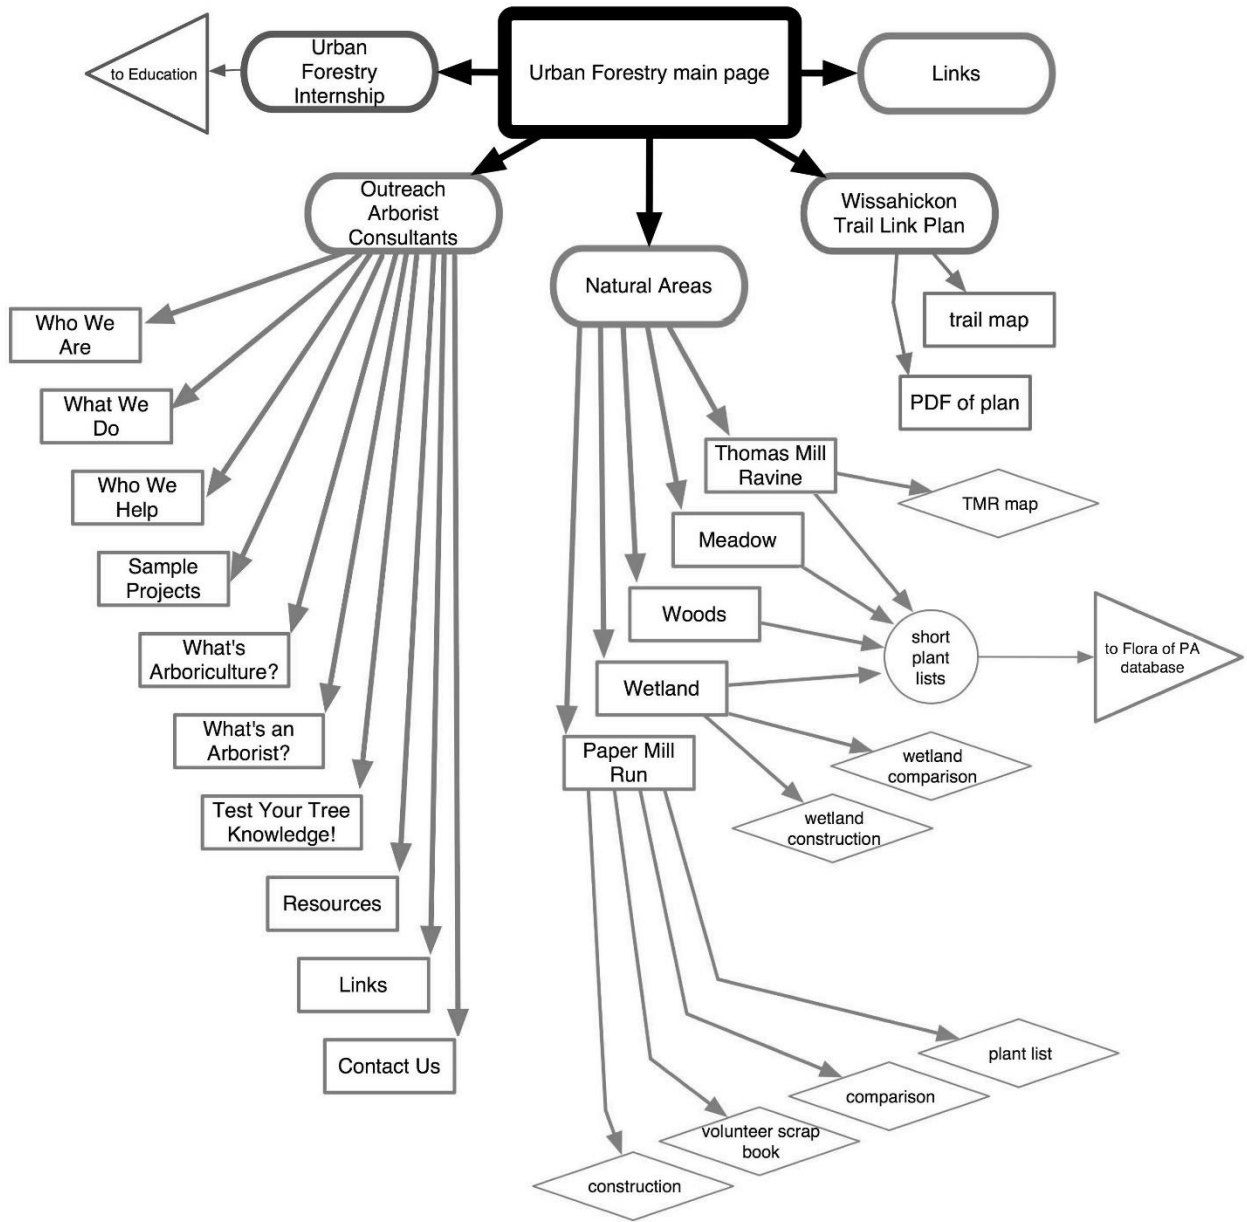 Urban
Forestry
Internship
to Education
Urban Forestry main page
Links
Outreach
Arborist
Consultants
Wissahickon
Trail Link Plan
Natural Areas
Who We
Are
trail map
What We
Do
PDF of plan
Who We
Help
Thomas Mill
Ravine
TMR map
Sample
Projects
Meadow
What's
Arboriculture?
Woods
short
plant
lists
to Flora of PA
database
Wetland
What's an
Arborist?
Paper Mill
Run
wetland
comparison
Test Your Tree
Knowledge!
wetland
construction
Resources
Links
Contact Us
plant list
comparison
volunteer scrap
book
construction